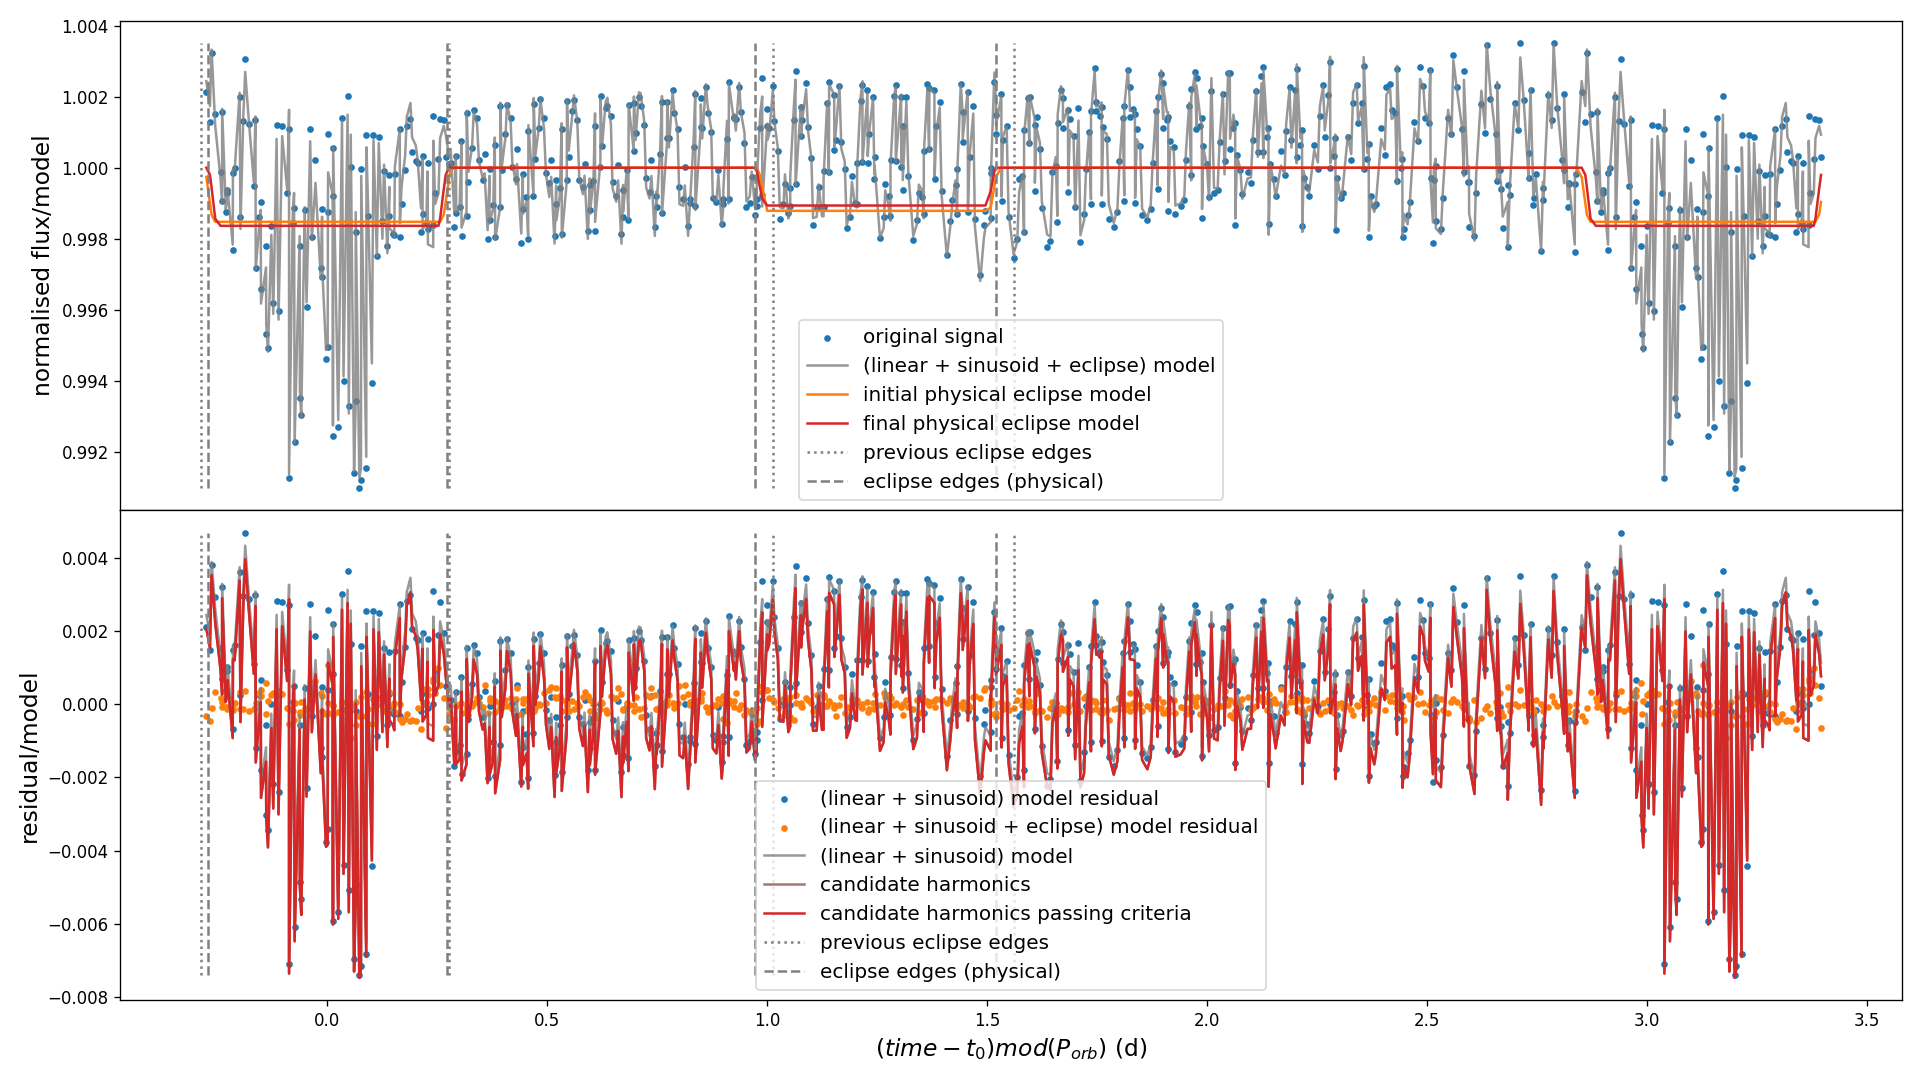 1.004
1.002
1.000
0.998
0.996
0.994
0.992
normalised flux/model
original signal
(linear + sinusoid + eclipse) model
initial physical eclipse model
final physical eclipse model
previous eclipse edges
eclipse edges (physical)
0.004
0.002
0.000
−0.002
−0.004
−0.006
−0.008
residual/model
(linear + sinusoid) model residual
(linear + sinusoid + eclipse) model residual
(linear + sinusoid) model
candidate harmonics
candidate harmonics passing criteria
previous eclipse edges
eclipse edges (physical)
0.0 0.5 1.0 1.5 2.0 2.5 3.0 3.5
(time − t₀)mod(P_orb) (d)